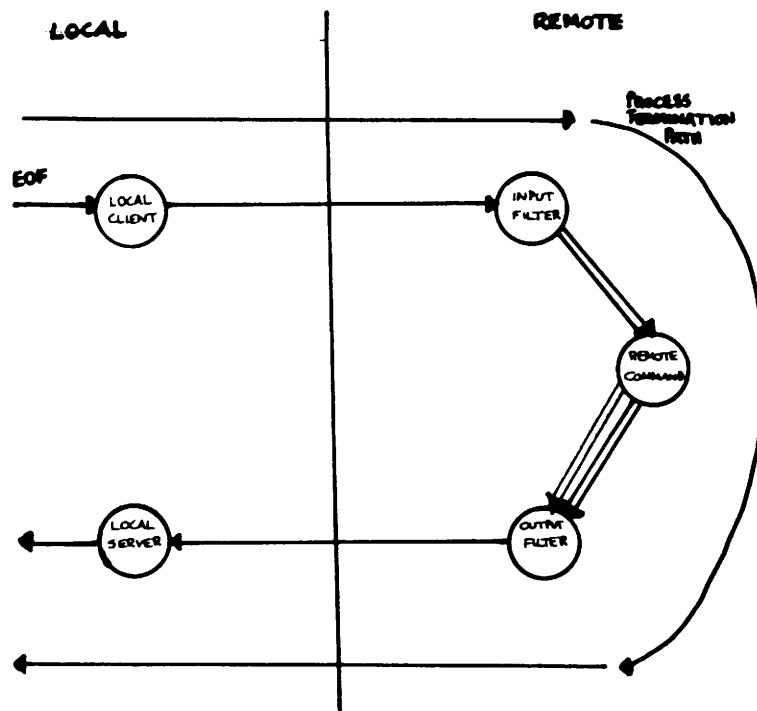 LOCAL
REMOTE
PROCESS
TERMINATION
PATH
EOF
LOCAL
CLIENT
INPUT
FILTER
REMOTE
COMMAND
LOCAL
SERVER
OUTPUT
FILTER